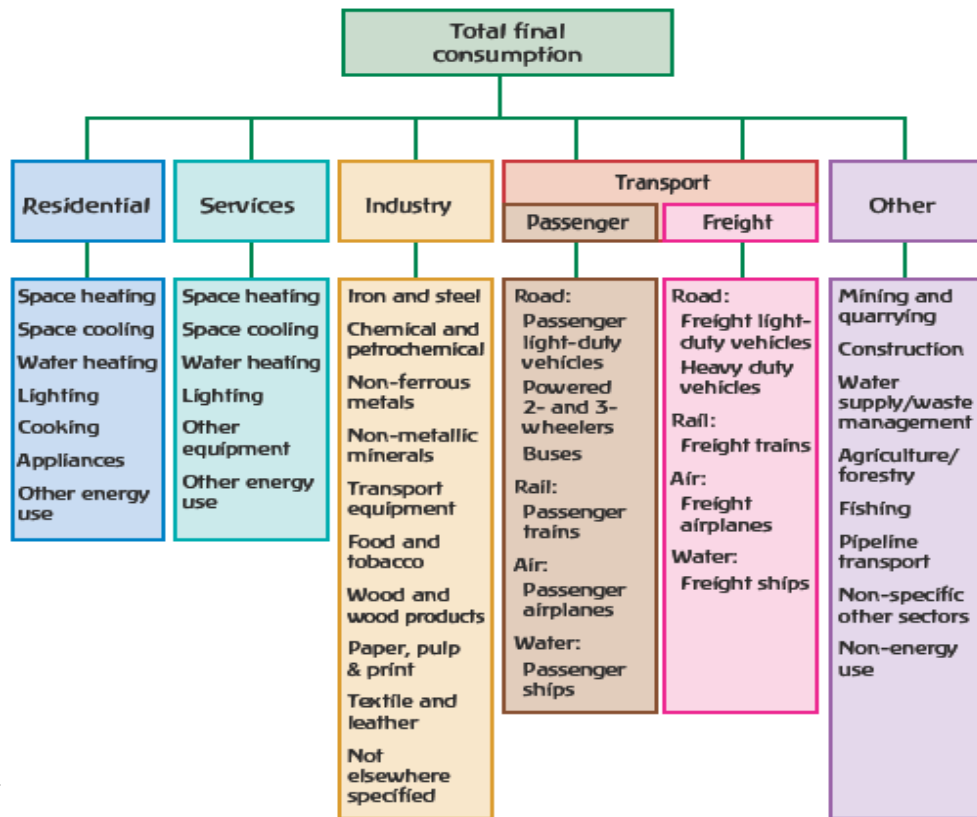 Total final
consumption
Residential
Services
Industry
Transport
Passenger
Freight
Other
Space heating
Space cooling
Water heating
Lighting
Cooking
Appliances
Other energy
use
Space heating
Space cooling
Water heating
Lighting
Other
equipment
Other energy
use
Iron and steel
Chemical and
petrochemical
Non-ferrous
metals
Non-metallic
minerals
Transport
equipment
Food and
tobacco
Wood and
wood products
Paper, pulp
& print
Textile and
leather
Not
elsewhere
specified
Road:
Passenger
light-duty
vehicles
Powered
2- and 3-
wheelers
Buses
Rail:
Passenger
trains
Air:
Passenger
airplanes
Water:
Passenger
ships
Road:
Freight light-
duty vehicles
Heavy duty
vehicles
Rail:
Freight trains
Air:
Freight
airplanes
Water:
Freight ships
Mining and
quarrying
Construction
Water
supply/waste
management
Agriculture/
forestry
Fishing
Pipeline
transport
Non-specific
other sectors
Non-energy
use